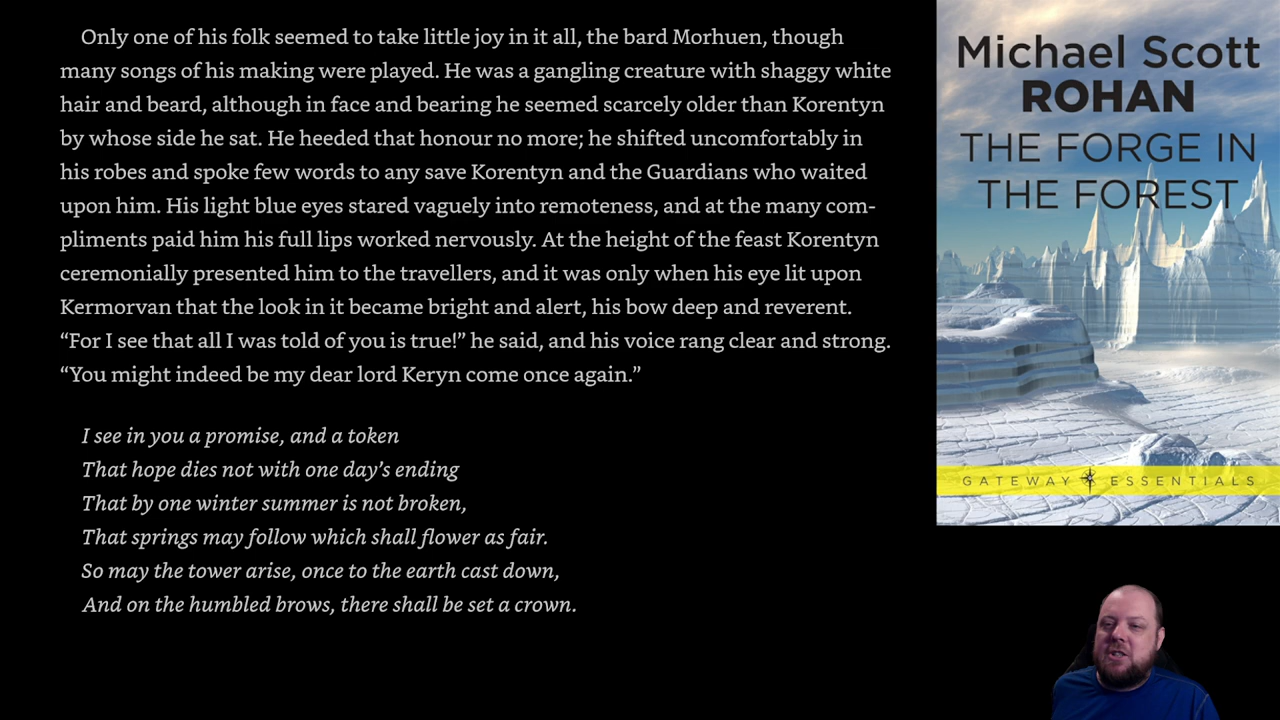 Only one of his folk seemed to take little joy in it all, the bard Morhuen, though
many songs of his making were played. He was a gangling creature with shaggy white
hair and beard, although in face and bearing he seemed scarcely older than Korentyn
by whose side he sat. He heeded that honour no more; he shifted uncomfortably in
his robes and spoke few words to any save Korentyn and the Guardians who waited
upon him. His light blue eyes stared vaguely into remoteness, and at the many com-
pliments paid him his full lips worked nervously. At the height of the feast Korentyn
ceremonially presented him to the travellers, and it was only when his eye lit upon
Kermorvan that the look in it became bright and alert, his bow deep and reverent.
“For I see that all I was told of you is true!” he said, and his voice rang clear and strong.
“You might indeed be my dear lord Keryn come once again.”
I see in you a promise, and a token
That hope dies not with one day’s ending
That by one winter summer is not broken,
That springs may follow which shall flower as fair.
So may the tower arise, once to the earth cast down,
And on the humbled brows, there shall be set a crown.
Michael Scott
ROHAN
THE FORGE IN
THE FOREST
GATEWAY ESSENTIALS